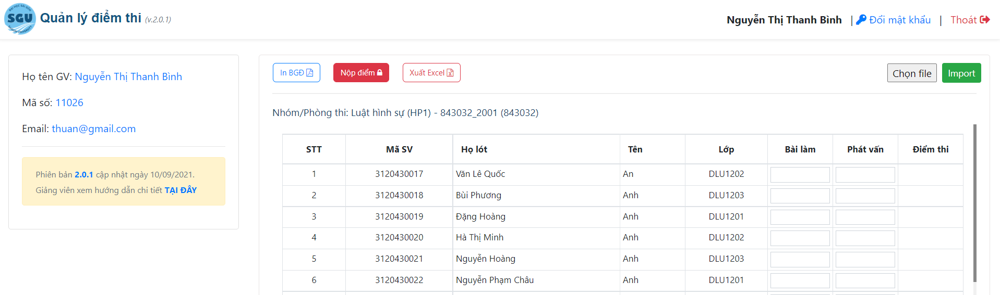 ĐẠI HỌC SÀI GÒN
SGU
SAIGON UNIVERSITY
Quản lý điểm thi (v.2.0.1)
Nguyễn Thị Thanh Bình | Đổi mật khẩu | Thoát
Họ tên GV: Nguyễn Thị Thanh Bình
Mã số: 11026
Email: thuan@gmail.com
Phiên bản 2.0.1 cập nhật ngày 10/09/2021.
Giảng viên xem hướng dẫn chi tiết TẠI ĐÂY
In BGĐ Nộp điểm Xuất Excel Chọn file Import
Nhóm/Phòng thi: Luật hình sự (HP1) - 843032_2001 (843032)
STT Mã SV Họ lót Tên Lớp Bài làm Phát vấn Điểm thi
1 3120430017 Văn Lê Quốc An DLU1202
2 3120430018 Bùi Phương Anh DLU1203
3 3120430019 Đặng Hoàng Anh DLU1201
4 3120430020 Hà Thị Minh Anh DLU1202
5 3120430021 Nguyễn Hoàng Anh DLU1203
6 3120430022 Nguyễn Phạm Châu Anh DLU1201